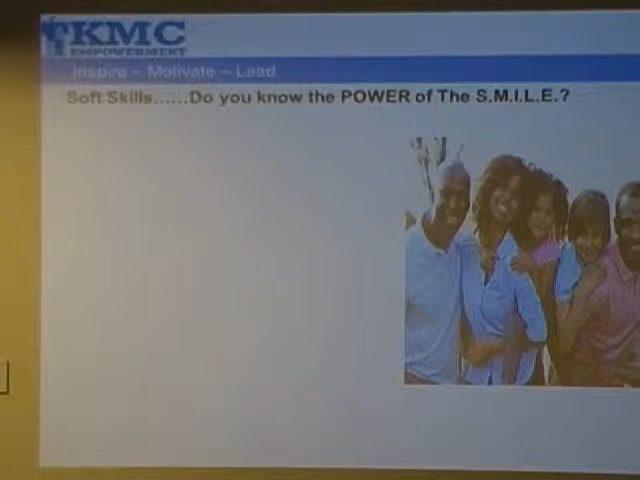 KMC
EMPOWERMENT
Inspire – Motivate – Lead
Soft Skills......Do you know the POWER of The S.M.I.L.E.?